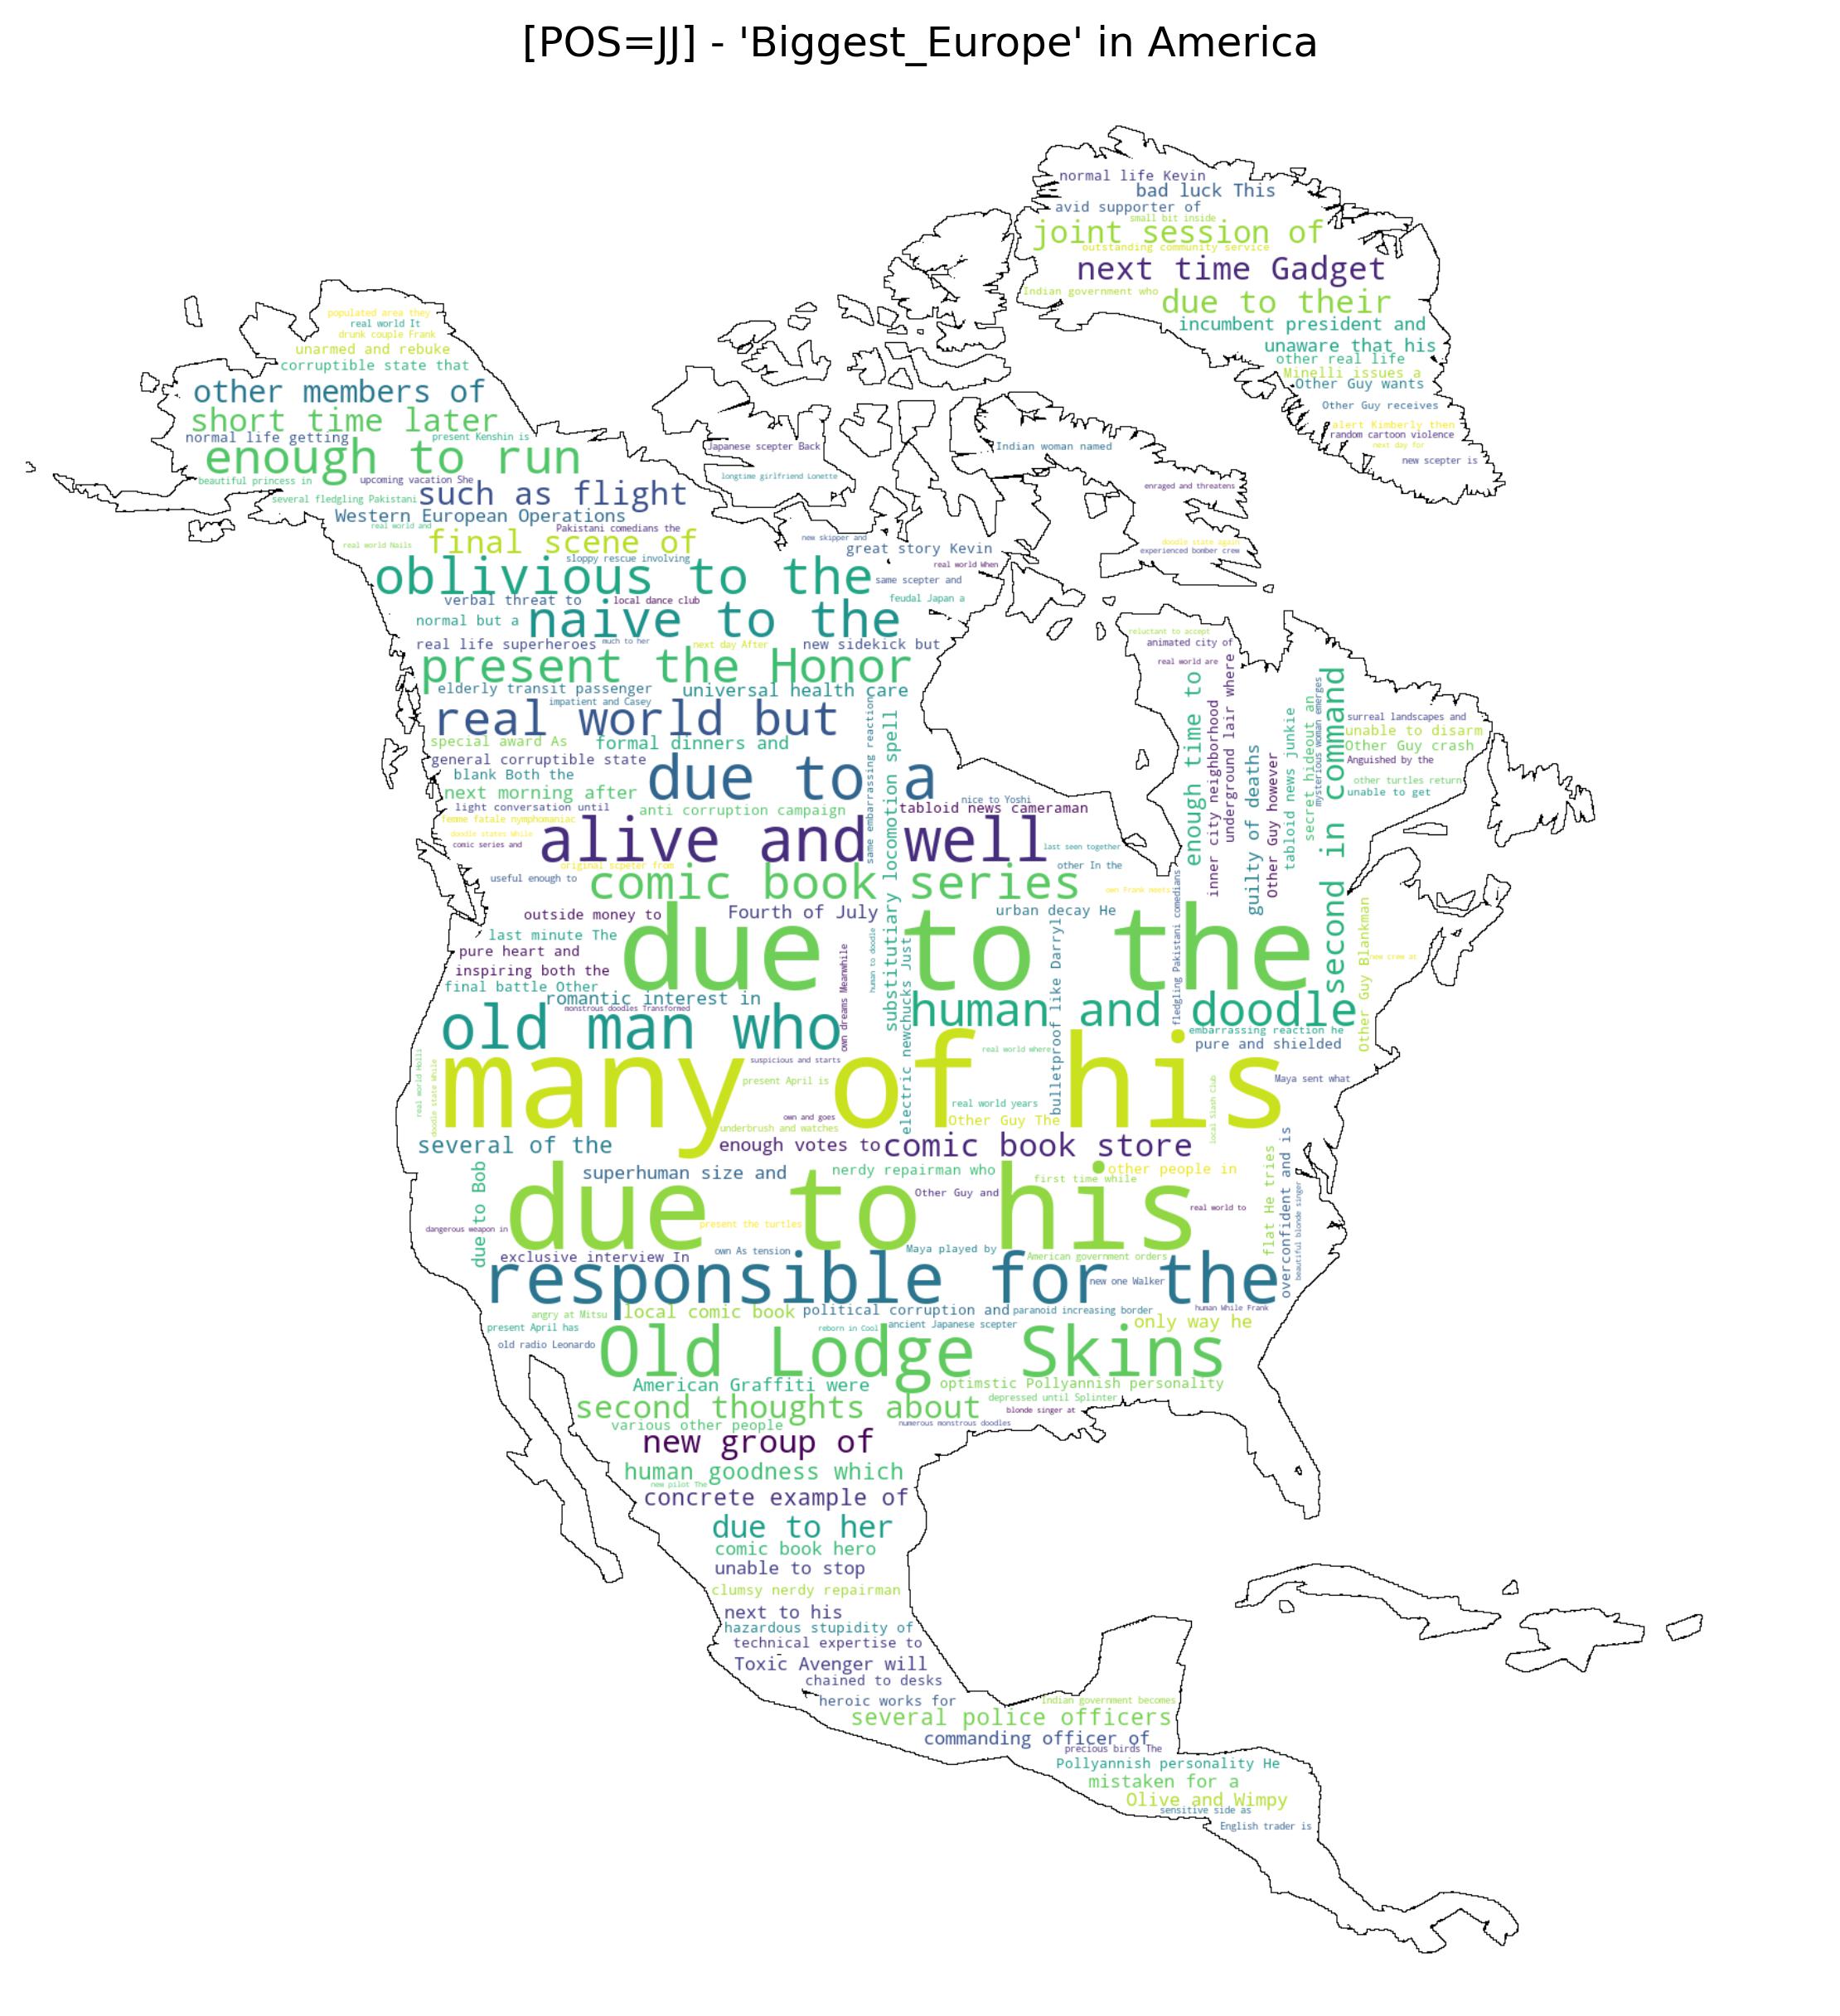 [POS=JJ] - 'Biggest_Europe' in America
normal life Kevin
bad luck This
avid supporter of
small bit inside
joint session of
outstanding community service
next time Gadget
Indian government who
due to their
incumbent president and
unaware that his
other real life
Minelli issues a
Other Guy wants
Other Guy receives
alert Kimberly then
random cartoon violence
next day for
new scepter is
populated area they
real world It
drunk couple Frank
unarmed and rebuke
corruptible state that
other members of
short time later
normal life getting
present Kenshin is
enough to run
beautiful princess in
upcoming vacation She
several fledgling Pakistani
such as flight
Western European Operations
real world and
Pakistani comedians the
real world Nails
final scene of
Japanese scepter Back
longtime girlfriend Lonette
Indian woman named
enraged and threatens
doodle state again
experienced bomber crew
new skipper and
great story Kevin
sloppy rescue involving
real world When
oblivious to the
same scepter and
verbal threat to
local dance club
feudal Japan a
normal but a
naive to the
real life superheroes
much to her
next day After
new sidekick but
present the Honor
elderly transit passenger
universal health care
impatient and Casey
real world but
special award As
formal dinners and
general corruptible state
blank Both the
due to a
next morning after
light conversation until
anti corruption campaign
nice to Yoshi
tabloid news cameraman
femme fatale nymphomaniac
doodle states While
comic series and
alive and well
last seen together
original scpeter from
other In the
useful enough to
comic book series
own frank meets
same embarrassing reaction
substitutiary locomotion spell
reluctant to accept
animated city of
real world are
enough time to
inner city neighborhood
underground lair where
guilty of deaths
Other Guy however
tabloid news junkie
secret hideout an
mysterious woman emerges
second in command
surreal landscapes and
unable to disarm
Other Guy crash
Anguished by the
other turtles return
unable to get
outside money to
Fourth of July
urban decay He
last minute The
due to the
pure heart and
inspiring both the
final battle Other
romantic interest in
monstrous doodles Transformed
own dreams Meanwhile
human to doodle
electric newchucks Just
bulletproof like Darryl
fledgling Pakistani comedians
Other Guy Blankman
new crew at
old man who
human and doodle
embarrassing reaction he
pure and shielded
suspicious and starts
real world where
many of his
present April is
Maya sent what
real world Holli
doodle state While
real world years
own and goes
Other Guy The
underbrush and watches
local Slash Club
several of the
enough votes to
comic book store
superhuman size and
nerdy repairman who
other people in
first time while
due to Bob
due to his
Other Guy and
real world to
flat He tries
overconfident and is
beautiful blonde singer
dangerous weapon in
present the turtles
exclusive interview In
own As tension
Maya played by
American government orders
responsible for the
new one Walker
angry at Mitsu
local comic book
political corruption and
paranoid increasing border
human While Frank
present April has
reborn in Cool
ancient Japanese scepter
only way he
old radio Leonardo
Old Lodge Skins
American Graffiti were
optimstic Pollyannish personality
second thoughts about
depressed until Splinter
blonde singer at
various other people
numerous monstrous doodles
new group of
human goodness which
new pilot The
concrete example of
due to her
comic book hero
unable to stop
clumsy nerdy repairman
next to his
hazardous stupidity of
technical expertise to
Toxic Avenger will
chained to desks
heroic works for
Indian government becomes
several police officers
commanding officer of
precious birds The
Pollyannish personality He
mistaken for a
Olive and Wimpy
sensitive side as
English trader is